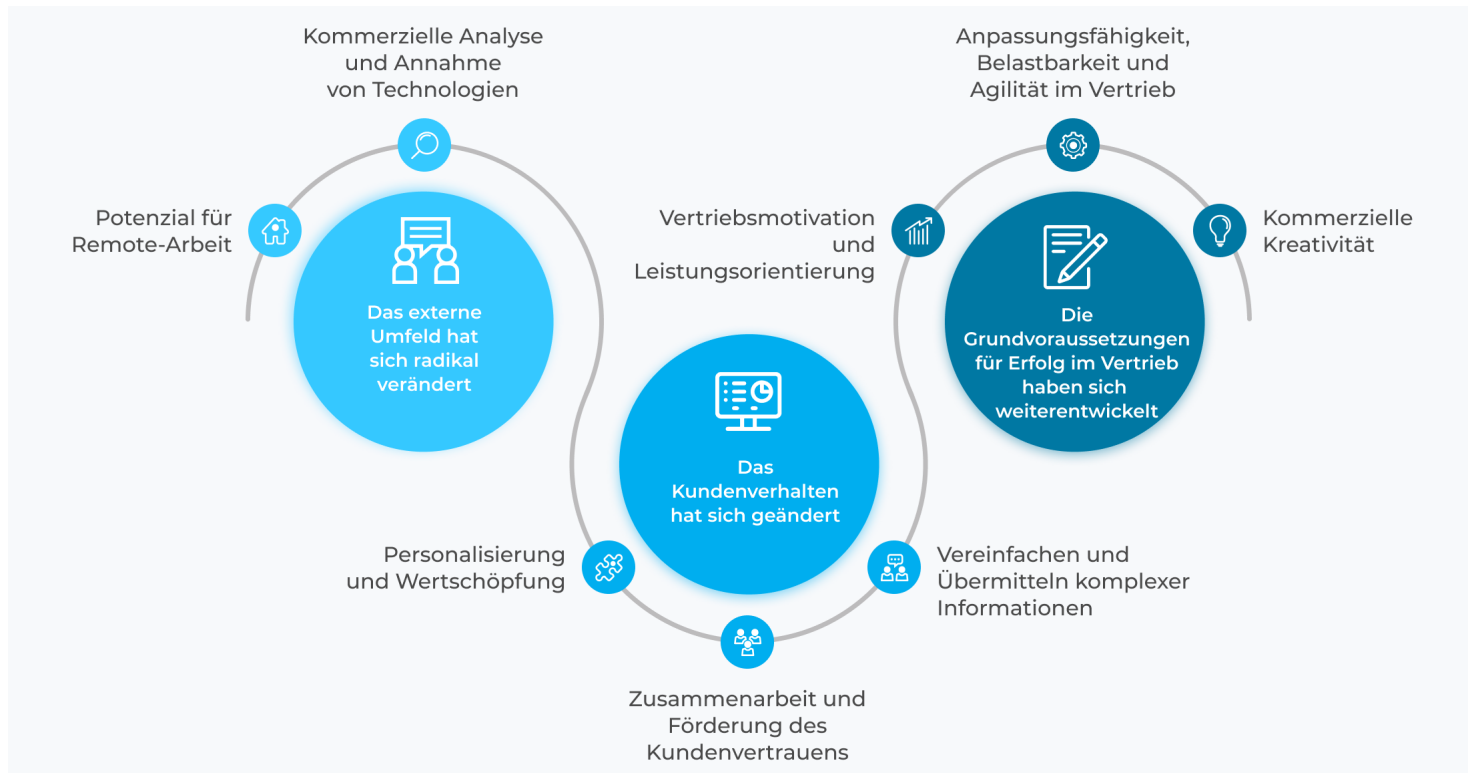 Kommerzielle Analyse
und Annahme
von Technologien
Potenzial für
Remote-Arbeit
Das externe
Umfeld hat
sich radikal
verändert
Personalisierung
und Wertschöpfung
Das
Kundenverhalten
hat sich geändert
Zusammenarbeit und
Förderung des
Kundenvertrauens
Vereinfachen und
Übermitteln komplexer
Informationen
Vertriebsmotivation
und
Leistungsorientierung
Anpassungsfähigkeit,
Belastbarkeit und
Agilität im Vertrieb
Kommerzielle
Kreativität
Die
Grundvoraussetzungen
für Erfolg im Vertrieb
haben sich
weiterentwickelt